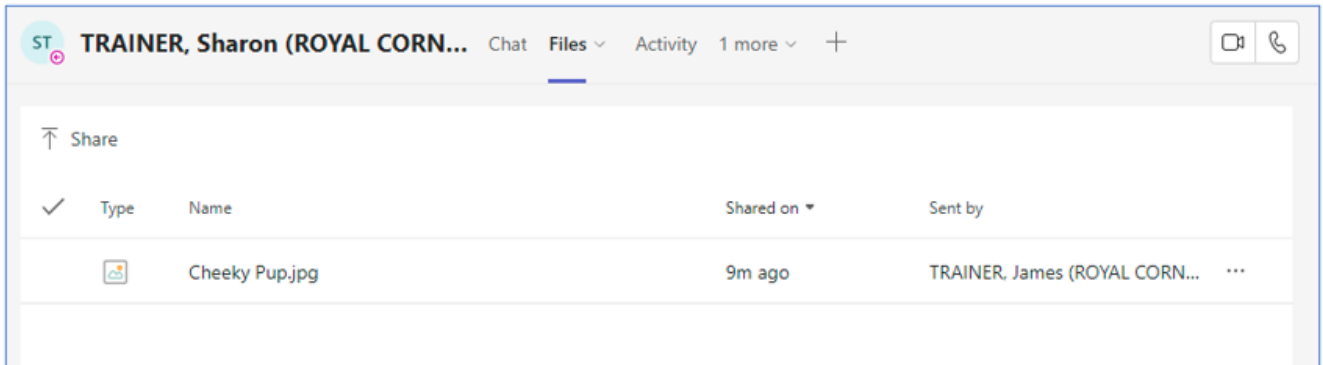 ST TRAINER, Sharon (ROYAL CORN... Chat Files Activity 1 more
Share
Type Name Shared on Sent by
Cheeky Pup.jpg 9m ago TRAINER, James (ROYAL CORN... ...